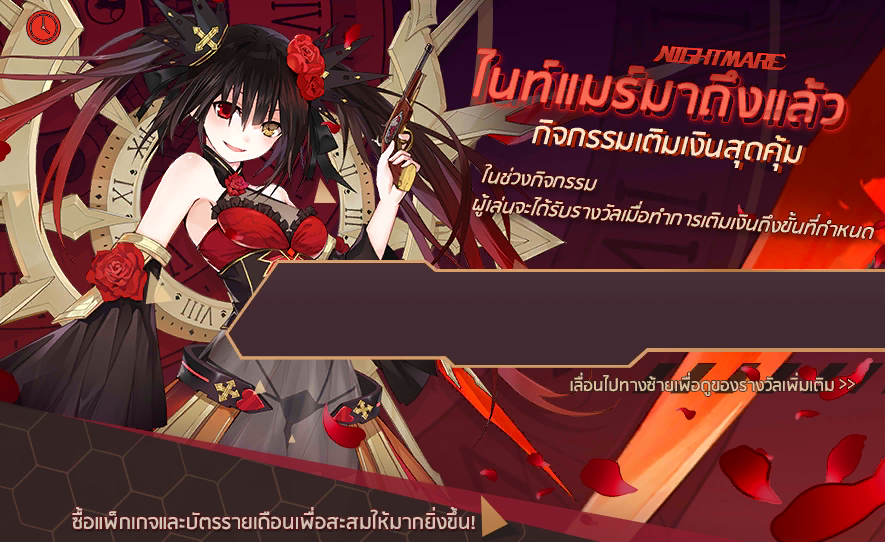 NIGHTMARE
ไนท์แมร์มาถึงแล้ว
กิจกรรมเติมเงินสุดคุ้ม
ในช่วงกิจกรรม
ผู้เล่นจะได้รับรางวัลเมื่อทำการเติมเงินถึงขั้นที่กำหนด
เลื่อนไปทางซ้ายเพื่อดูของรางวัลเพิ่มเติม >>
ซื้อแพ็กเกจและบัตรรายเดือนเพื่อสะสมให้มากยิ่งขึ้น!